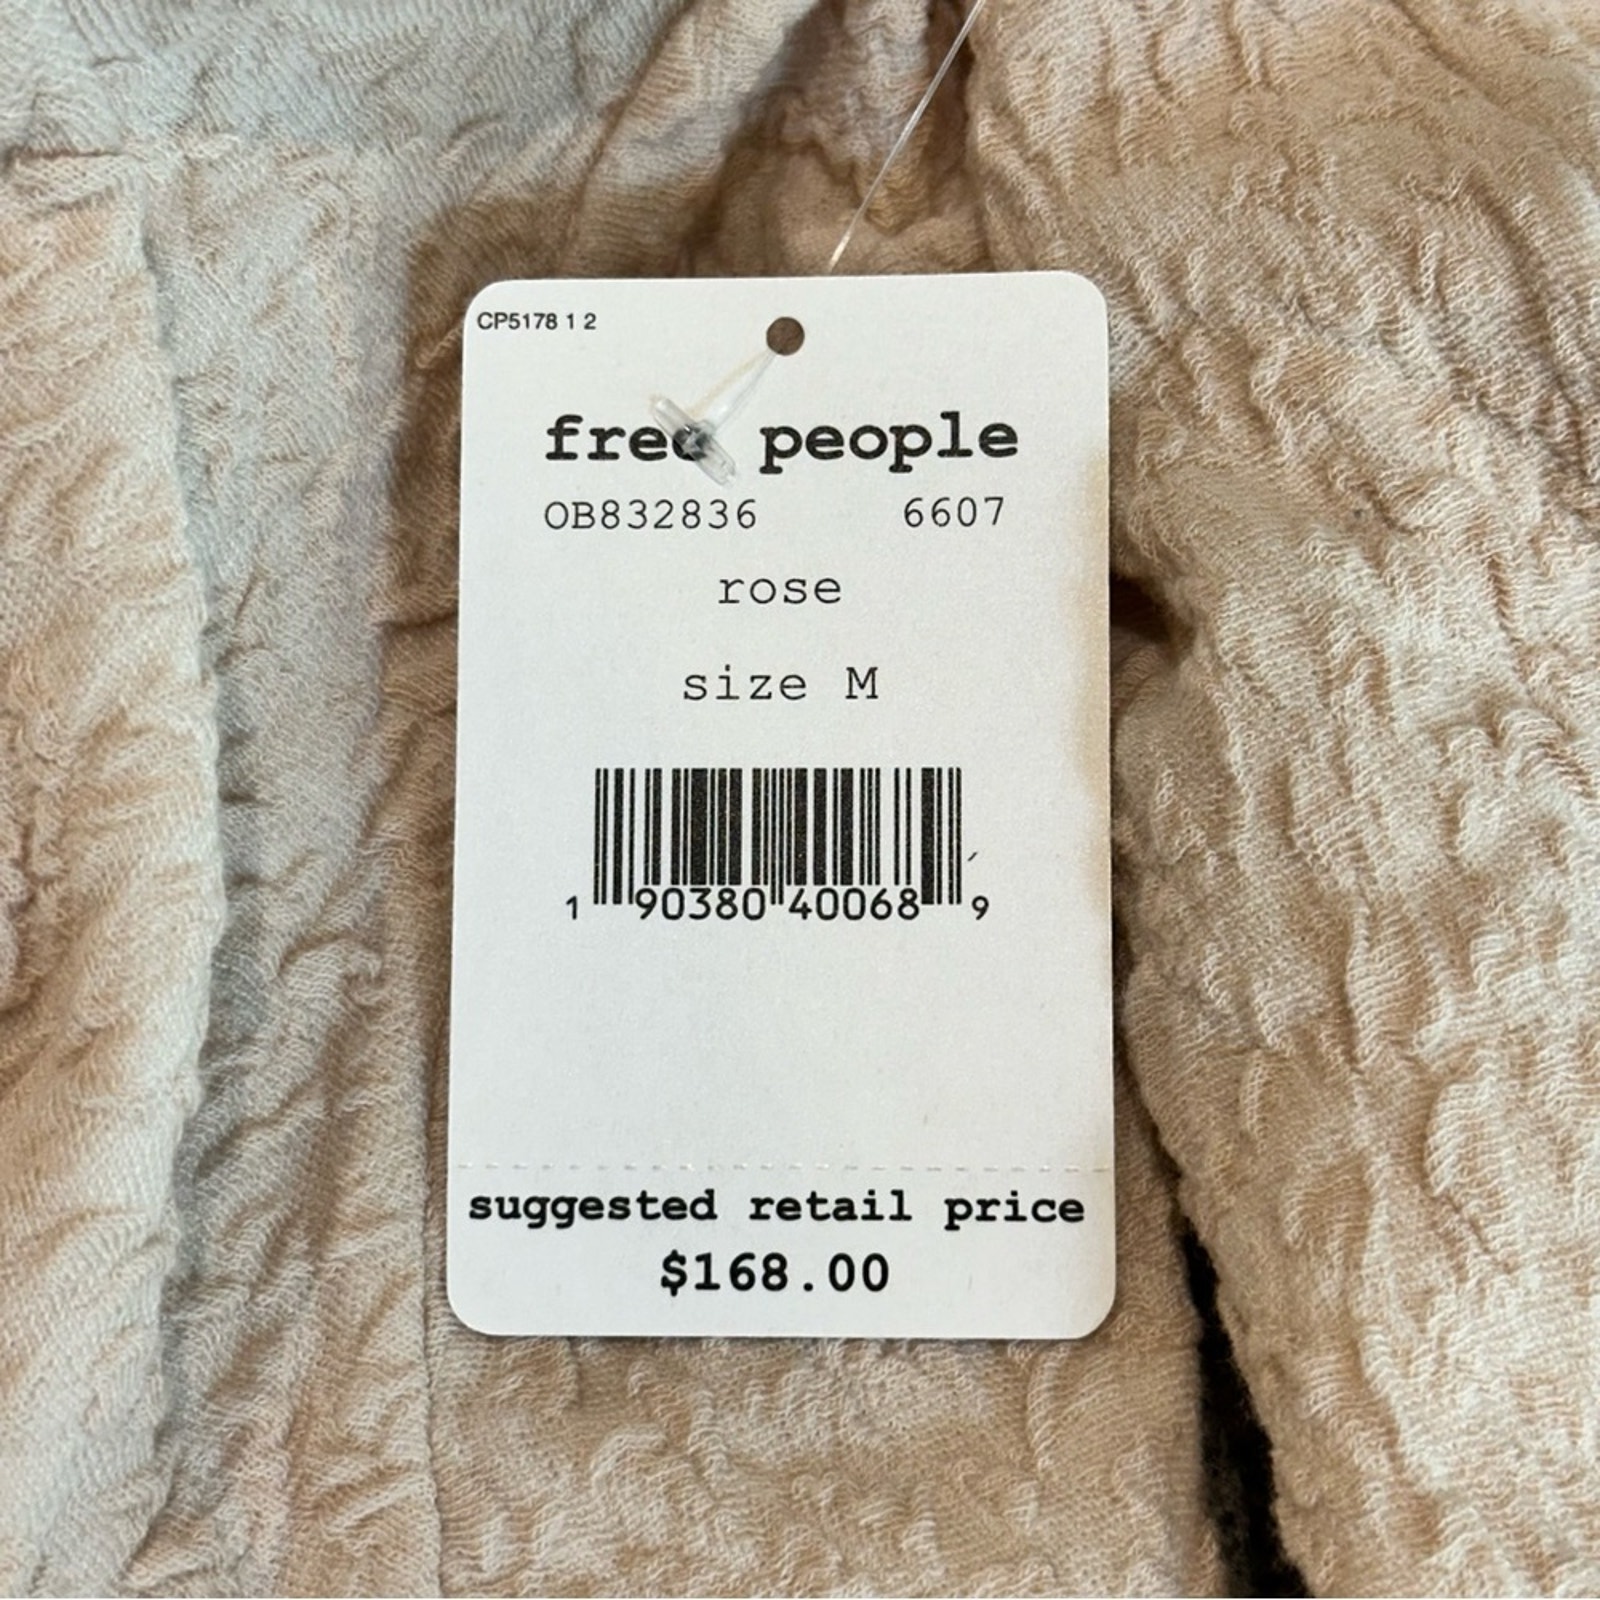 CP5178 1 2
free people
OB832836 6607
rose
size M
1 90380 40068 9
suggested retail price
$168.00